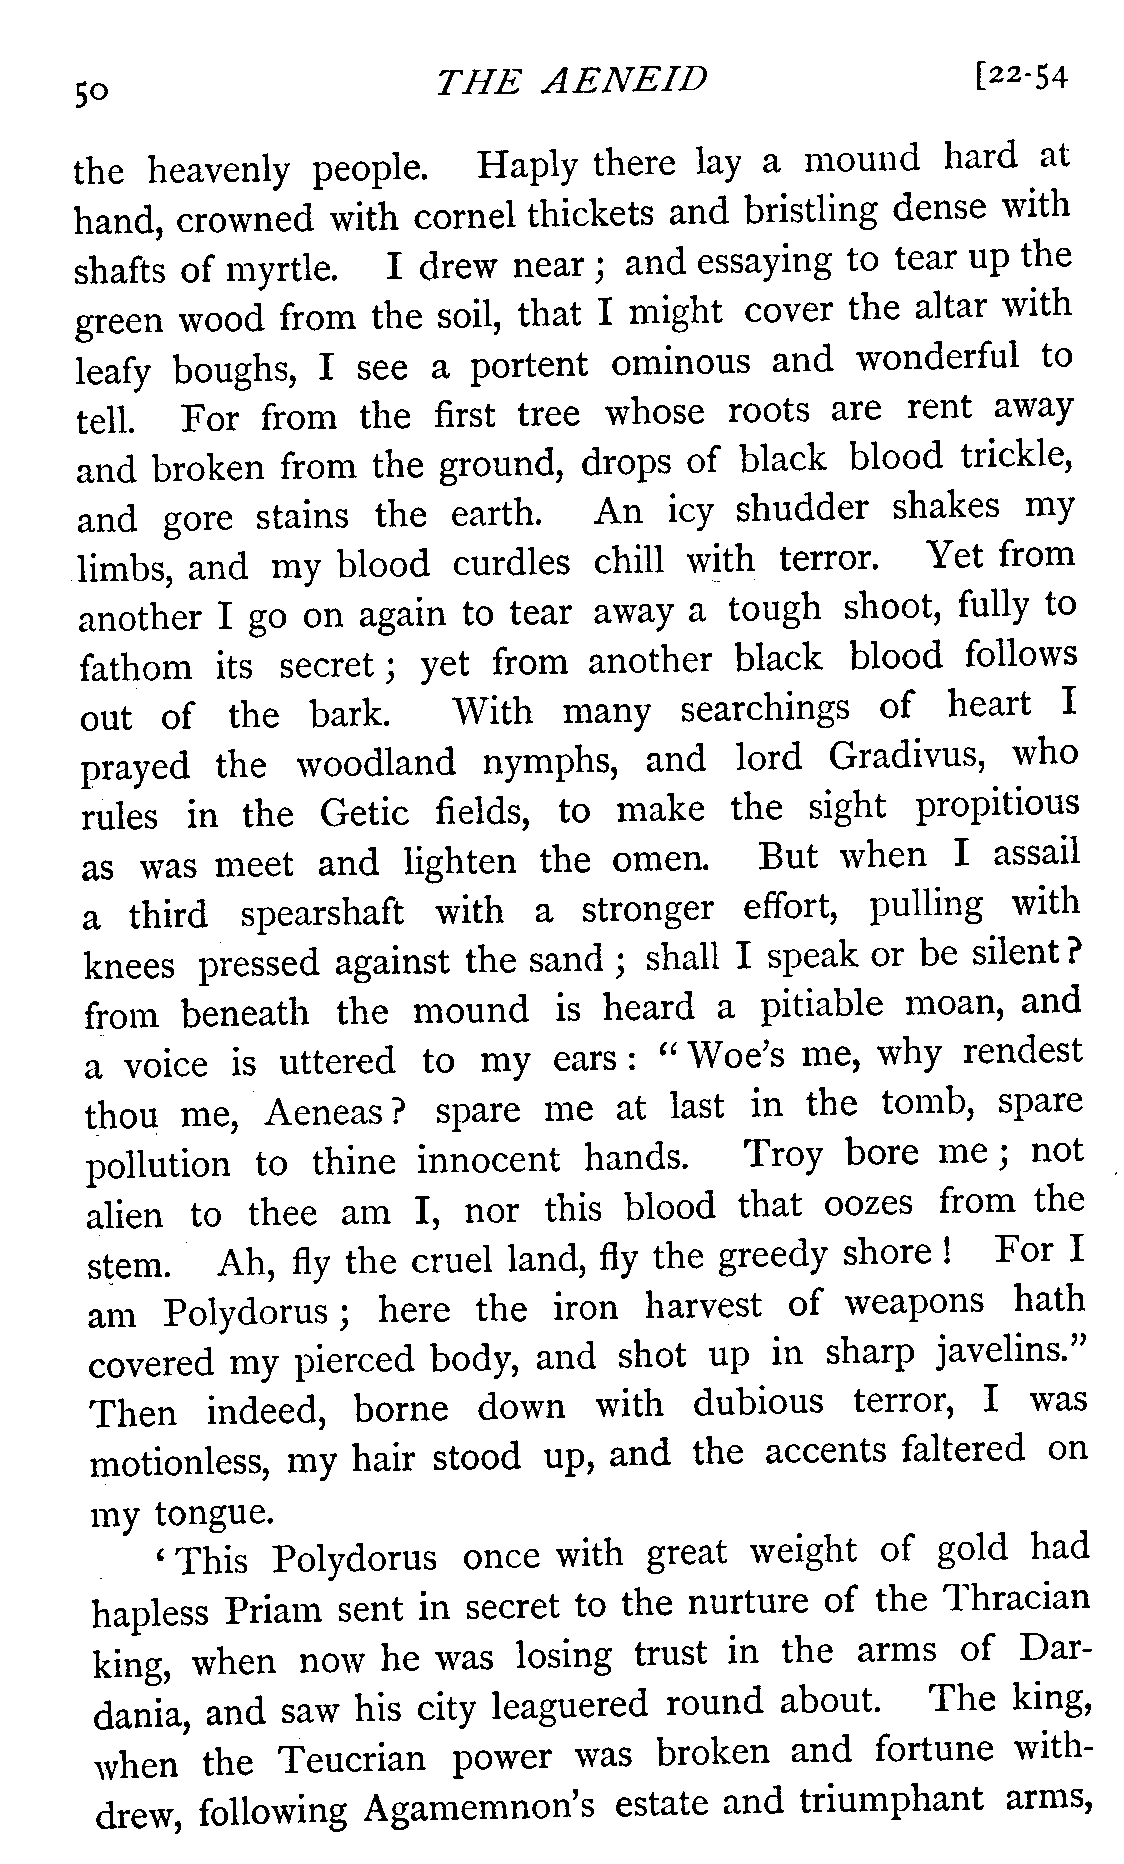 50 THE AENEID [22-54
the heavenly people. Haply there lay a mound hard at
hand, crowned with cornel thickets and bristling dense with
shafts of myrtle. I drew near ; and essaying to tear up the
green wood from the soil, that I might cover the altar with
leafy boughs, I see a portent ominous and wonderful to
tell. For from the first tree whose roots are rent away
and broken from the ground, drops of black blood trickle,
and gore stains the earth. An icy shudder shakes my
limbs, and my blood curdles chill with terror. Yet from
another I go on again to tear away a tough shoot, fully to
fathom its secret ; yet from another black blood follows
out of the bark. With many searchings of heart I
prayed the woodland nymphs, and lord Gradivus, who
rules in the Getic fields, to make the sight propitious
as was meet and lighten the omen. But when I assail
a third spearshaft with a stronger effort, pulling with
knees pressed against the sand ; shall I speak or be silent ?
from beneath the mound is heard a pitiable moan, and
a voice is uttered to my ears : “ Woe’s me, why rendest
thou me, Aeneas ? spare me at last in the tomb, spare
pollution to thine innocent hands. Troy bore me ; not
alien to thee am I, nor this blood that oozes from the
stem. Ah, fly the cruel land, fly the greedy shore ! For I
am Polydorus ; here the iron harvest of weapons hath
covered my pierced body, and shot up in sharp javelins.”
Then indeed, borne down with dubious terror, I was
motionless, my hair stood up, and the accents faltered on
my tongue.
‘ This Polydorus once with great weight of gold had
hapless Priam sent in secret to the nurture of the Thracian
king, when now he was losing trust in the arms of Dar-
dania, and saw his city leaguered round about. The king,
when the Teucrian power was broken and fortune with-
drew, following Agamemnon’s estate and triumphant arms,